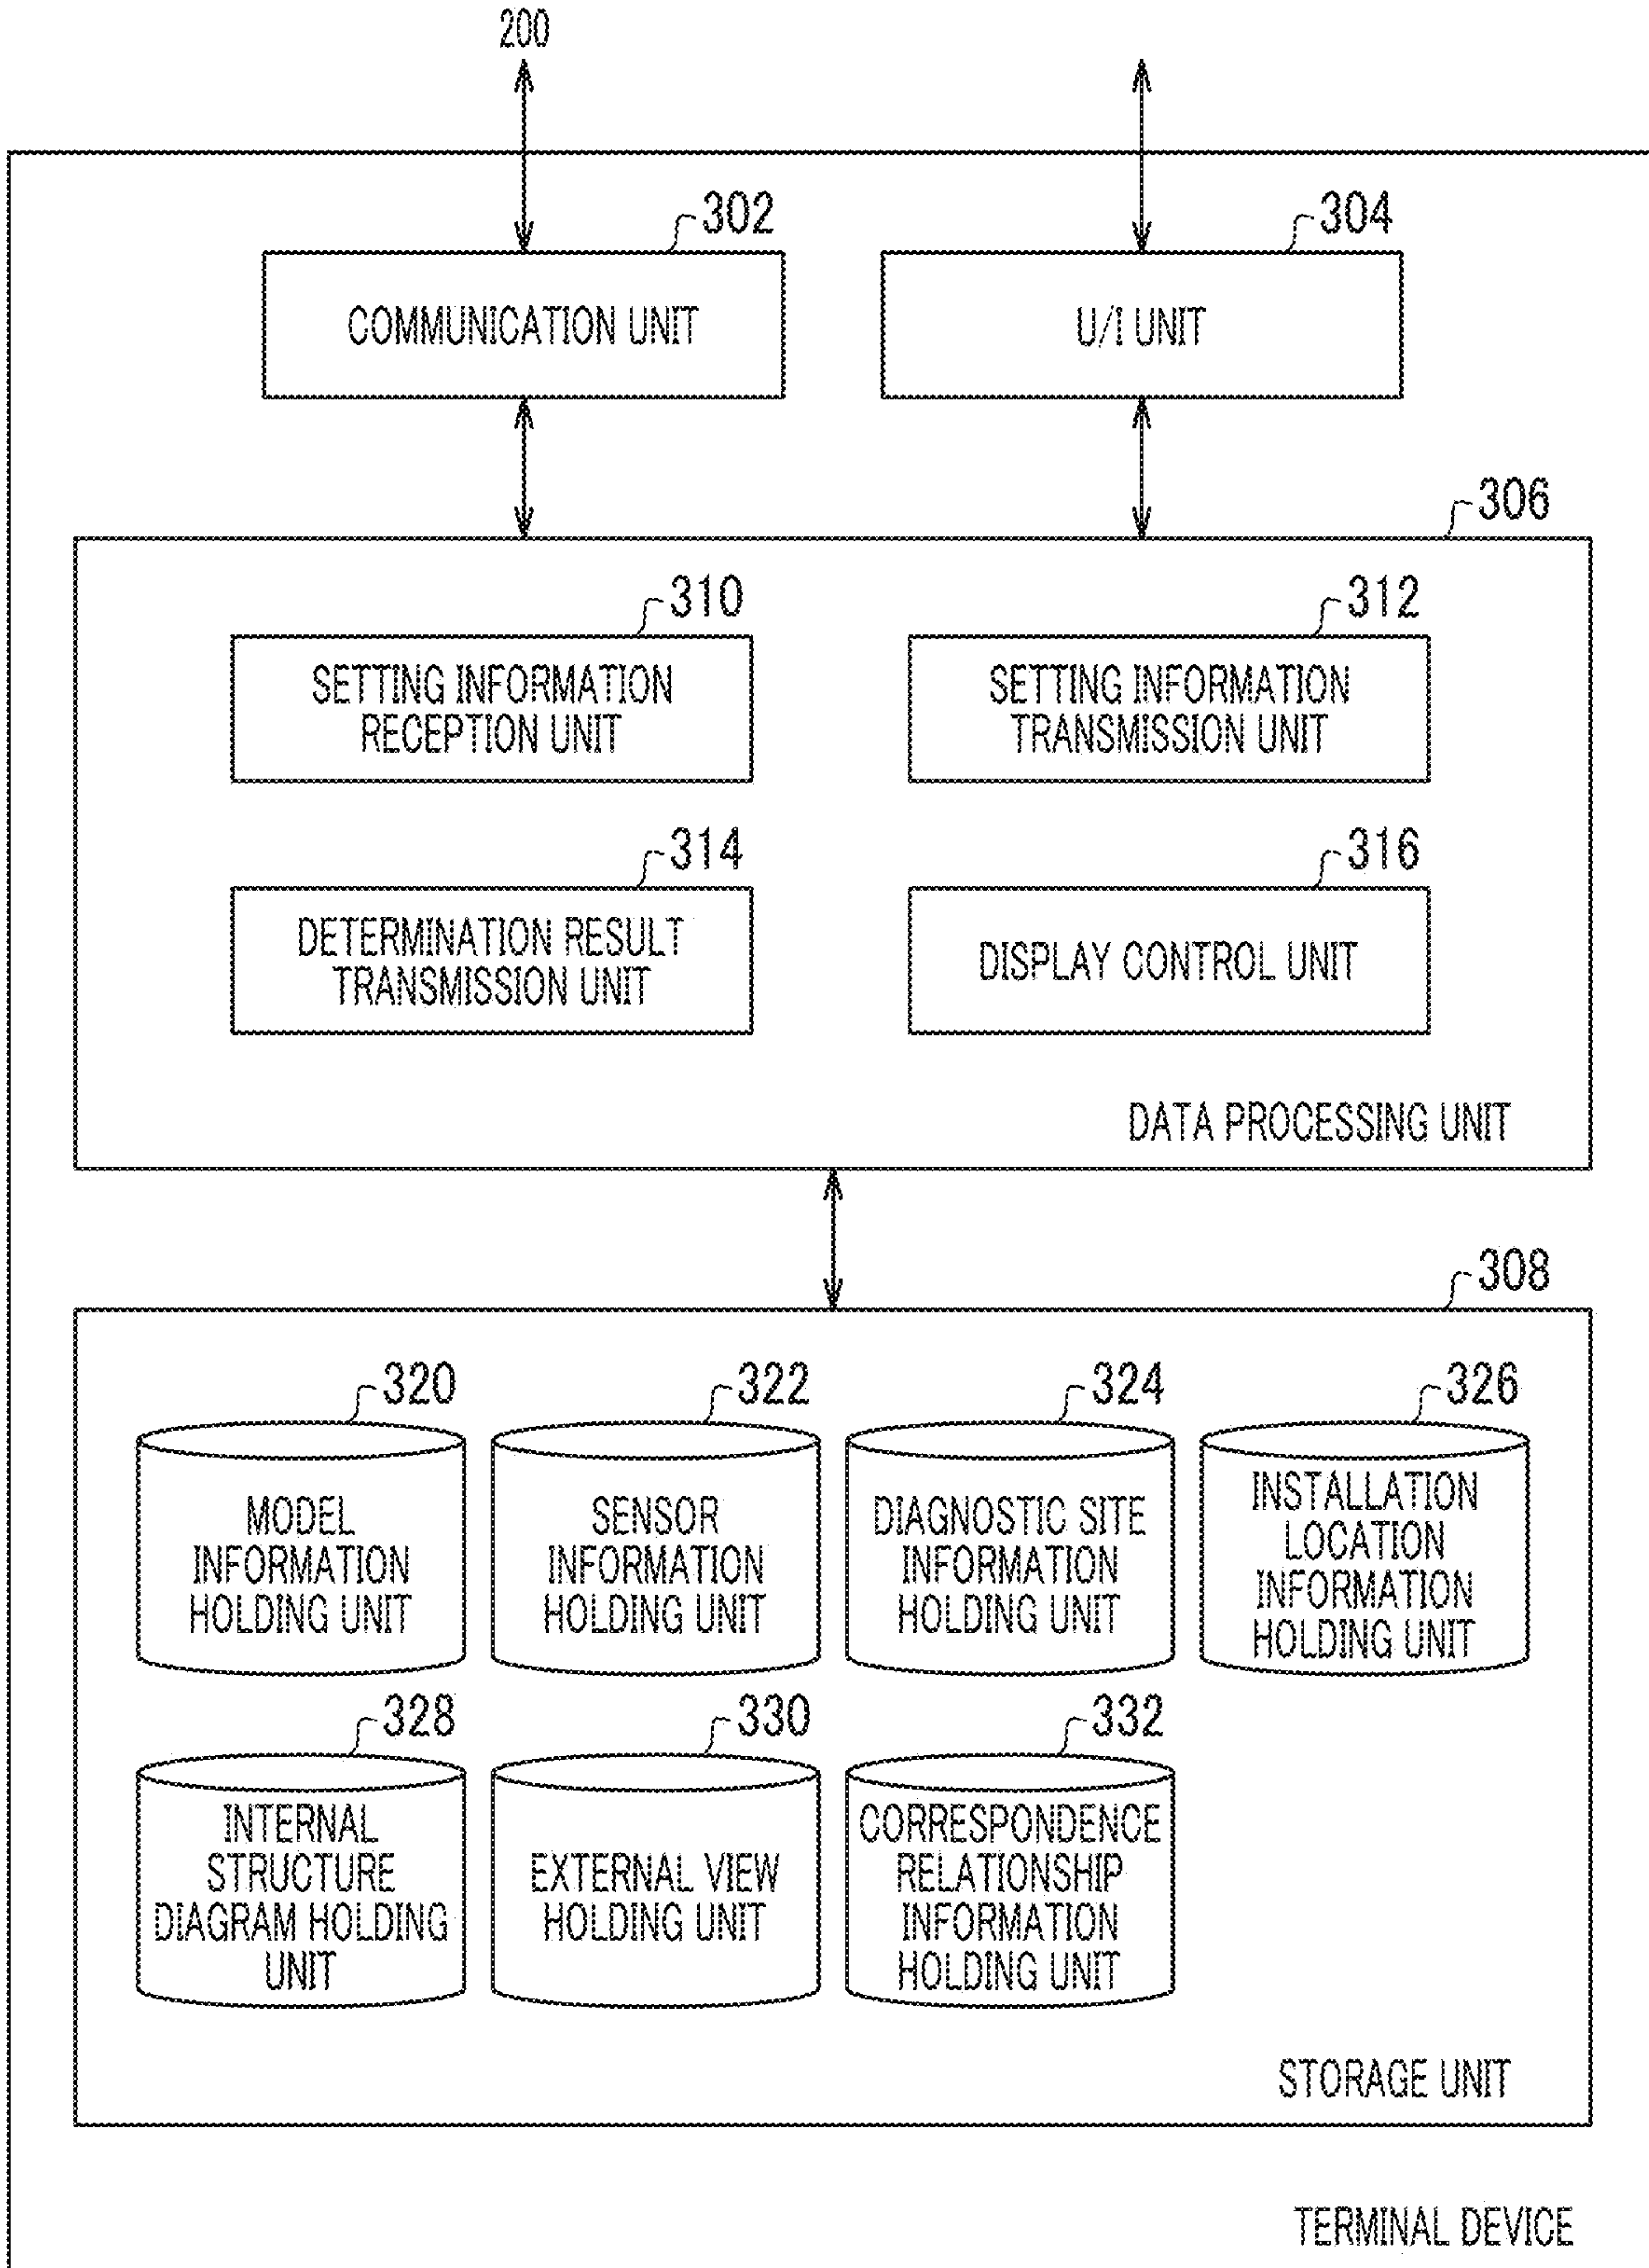 200
302
304
COMMUNICATION UNIT
U/I UNIT
306
310
312
SETTING INFORMATION
RECEPTION UNIT
SETTING INFORMATION
TRANSMISSION UNIT
314
316
DETERMINATION RESULT
TRANSMISSION UNIT
DISPLAY CONTROL UNIT
DATA PROCESSING UNIT
308
320
322
324
326
MODEL
INFORMATION
HOLDING UNIT
SENSOR
INFORMATION
HOLDING UNIT
DIAGNOSTIC SITE
INFORMATION
HOLDING UNIT
INSTALLATION
LOCATION
INFORMATION
HOLDING UNIT
328
330
332
INTERNAL
STRUCTURE
DIAGRAM HOLDING
UNIT
EXTERNAL VIEW
HOLDING UNIT
CORRESPONDENCE
RELATIONSHIP
INFORMATION
HOLDING UNIT
STORAGE UNIT
TERMINAL DEVICE